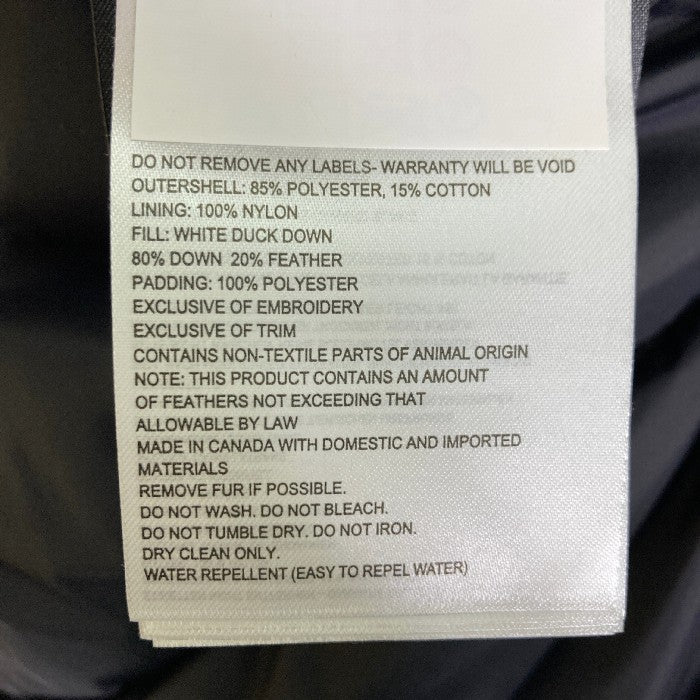 DO NOT REMOVE ANY LABELS- WARRANTY WILL BE VOID
OUTERSHELL: 85% POLYESTER, 15% COTTON
LINING: 100% NYLON
FILL: WHITE DUCK DOWN
80% DOWN 20% FEATHER
PADDING: 100% POLYESTER
EXCLUSIVE OF EMBROIDERY
EXCLUSIVE OF TRIM
CONTAINS NON-TEXTILE PARTS OF ANIMAL ORIGIN
NOTE: THIS PRODUCT CONTAINS AN AMOUNT
OF FEATHERS NOT EXCEEDING THAT
ALLOWABLE BY LAW
MADE IN CANADA WITH DOMESTIC AND IMPORTED
MATERIALS
REMOVE FUR IF POSSIBLE.
DO NOT WASH. DO NOT BLEACH.
DO NOT TUMBLE DRY. DO NOT IRON.
DRY CLEAN ONLY.
WATER REPELLENT (EASY TO REPEL WATER)